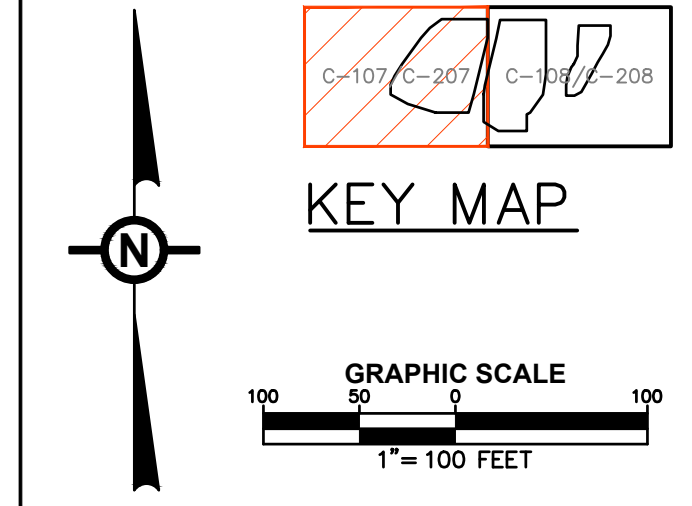 C-107/C-207 C-108/C-208
KEY MAP
N
GRAPHIC SCALE
100 50 0 100
1"= 100 FEET